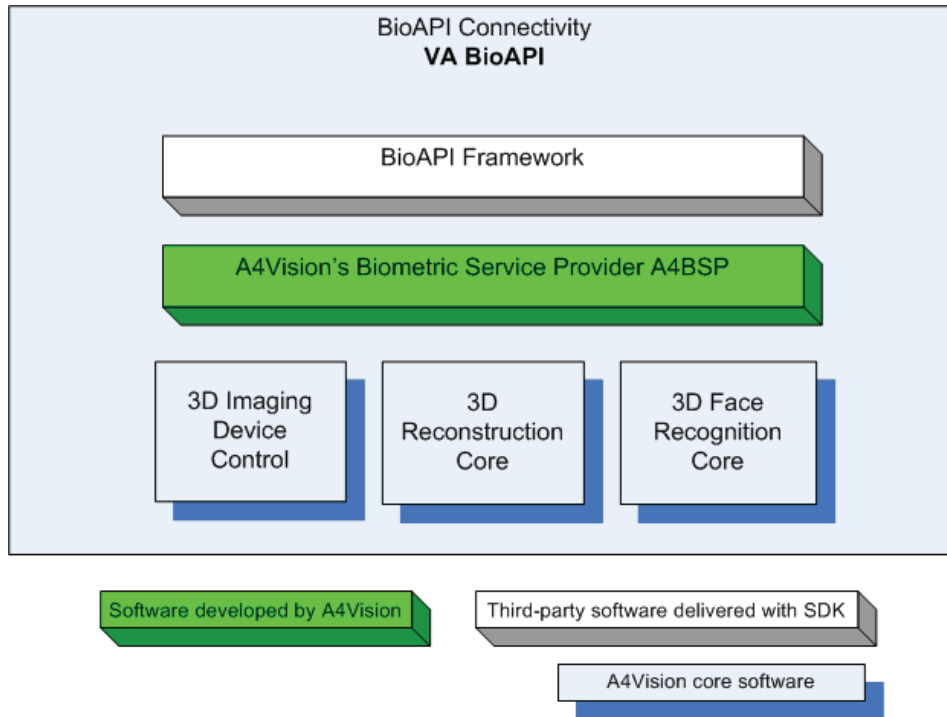 BioAPI Connectivity
VA BioAPI
BioAPI Framework
A4Vision's Biometric Service Provider A4BSP
3D Imaging
Device
Control
3D
Reconstruction
Core
3D Face
Recognition
Core
Software developed by A4Vision
Third-party software delivered with SDK
A4Vision core software